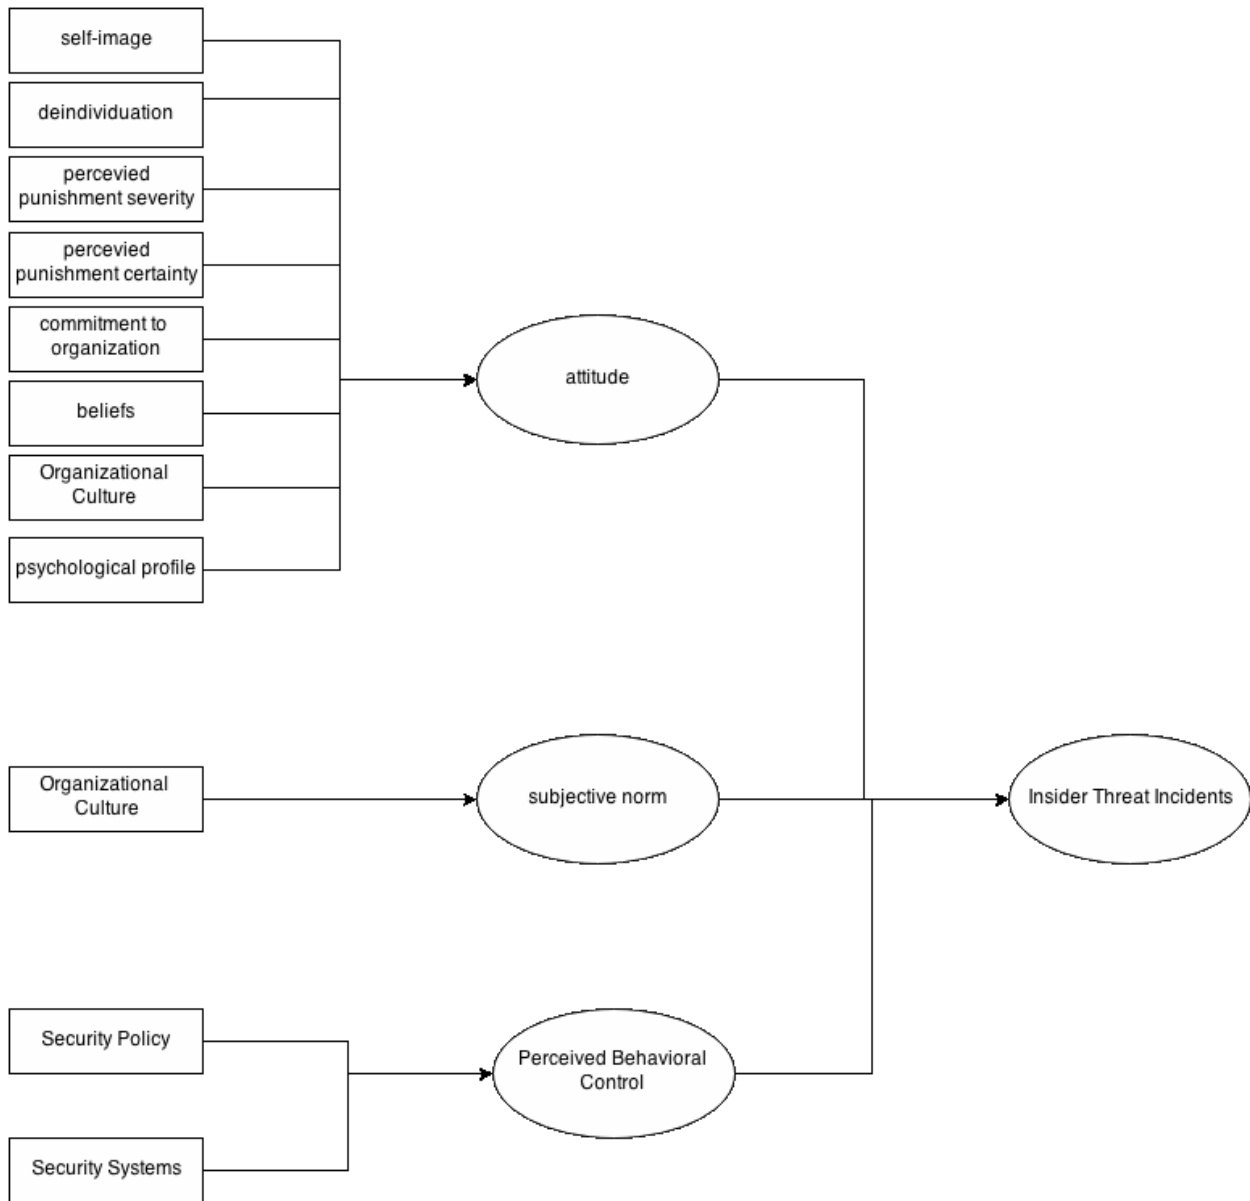 self-image
deindividuation
percevied
punishment severity
percevied
punishment certainty
commitment to
organization
beliefs
Organizational
Culture
psychological profile
attitude
Organizational
Culture
subjective norm
Insider Threat Incidents
Security Policy
Perceived Behavioral
Control
Security Systems